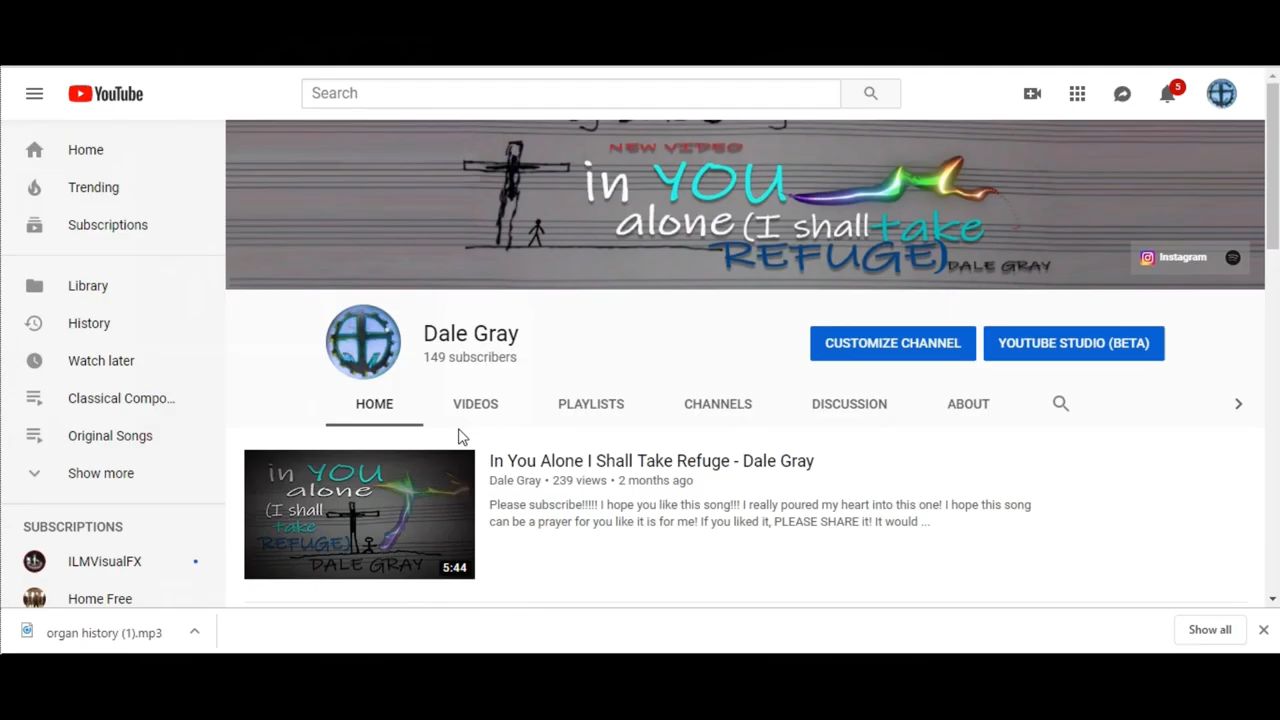 YouTube
Search
5
Home
Trending
Subscriptions
Library
History
Watch later
Classical Compo...
Original Songs
Show more
SUBSCRIPTIONS
ILMVisualFX
Home Free
NEW VIDEO
in YOU
alone (I shall take
REFUGE) DALE GRAY
Instagram
Dale Gray
149 subscribers
CUSTOMIZE CHANNEL
YOUTUBE STUDIO (BETA)
HOME VIDEOS PLAYLISTS CHANNELS DISCUSSION ABOUT
in YOU
alone
(I shall
take
REFUGE)
DALE GRAY
5:44
In You Alone I Shall Take Refuge - Dale Gray
Dale Gray • 239 views • 2 months ago
Please subscribe!!!!! I hope you like this song!!! I really poured my heart into this one! I hope this song
can be a prayer for you like it is for me! If you liked it, PLEASE SHARE it! It would ...
organ history (1).mp3
Show all